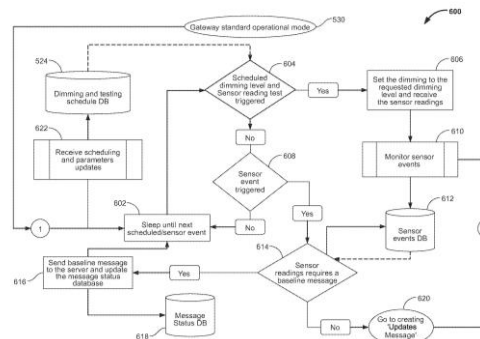 Gateway standard operational mode
530
600
524
Dimming and testing
schedule DB
604
Scheduled
dimming level and
Sensor reading test
triggered
Yes
606
Set the dimming to the
requested dimming
level and receive
the sensor readings
622
Receive scheduling
and parameters
updates
No
610
Monitor sensor
events
608
Sensor
event
triggered
612
Sensor
events DB
1
602
Sleep until next
scheduled/sensor event
No
Yes
614
Sensor
readings requires a
baseline message
616
Send baseline message
to the server and update
the message status
database
Yes
Message
Status DB
618
No
620
Go to creating
'Updates
Message'